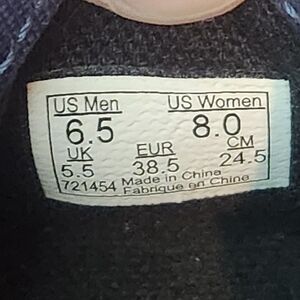 US Men US Women
6.5 8.0
UK EUR CM
5.5 38.5 24.5
721454 Made in China
Fabriqué en Chine